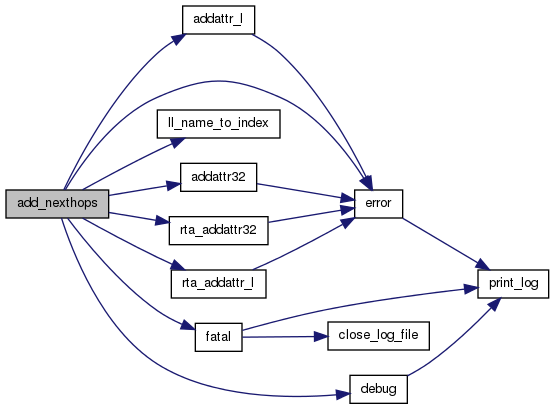 addattr_l
ll_name_to_index
addattr32
add_nexthops
error
rta_addattr32
rta_addattr_l
print_log
fatal
close_log_file
debug